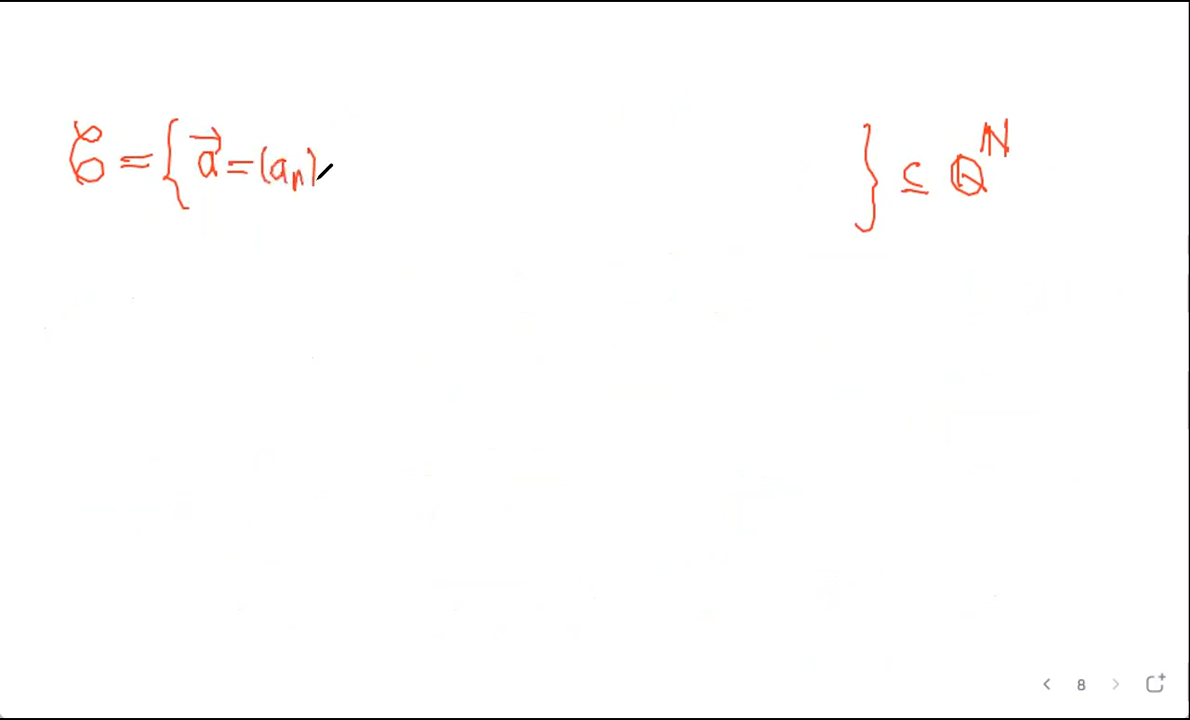 𝒞 = { a⃗ = (aₙ) } ⊆ ℚ^ℕ
8